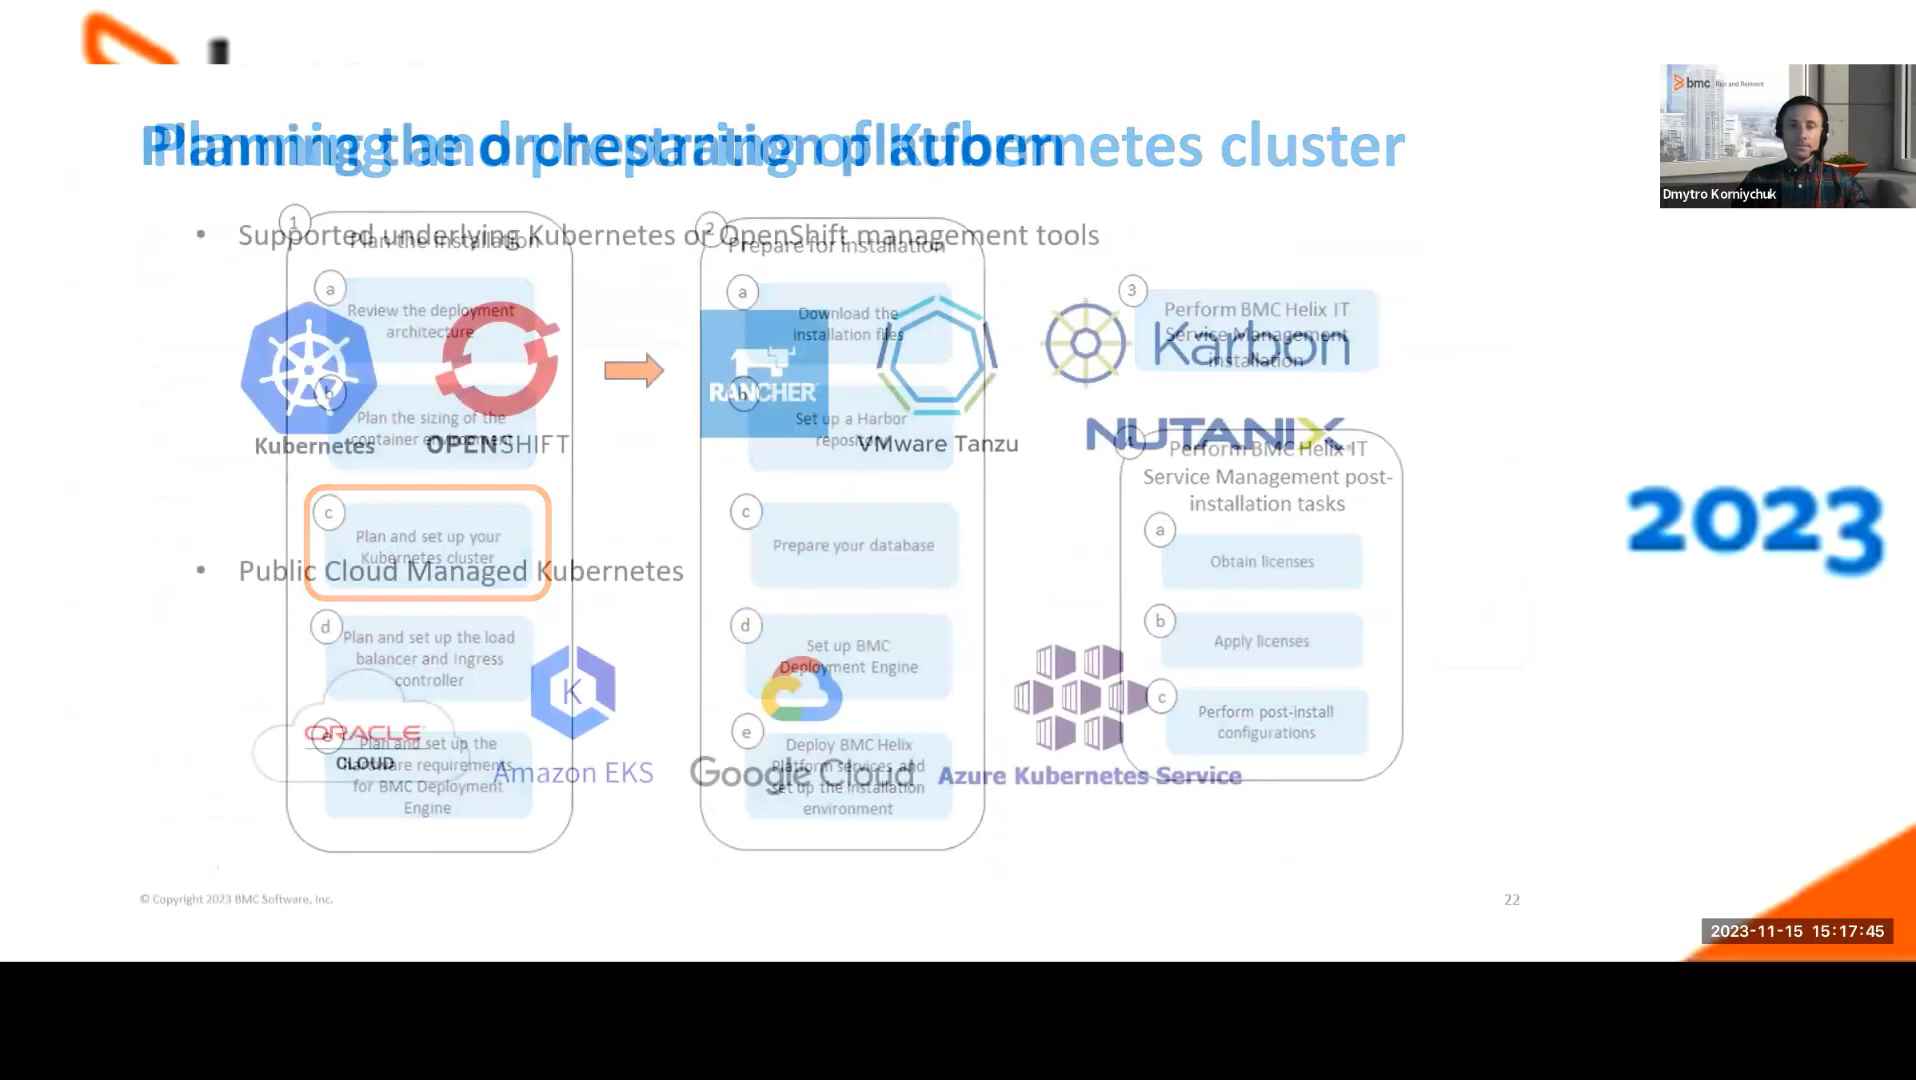 bmc Run and Reinvent
Dmytro Korniychuk
Planning the orchestration platform
Planning and preparing of Kubernetes cluster
• Supported underlying Kubernetes or OpenShift management tools
1
Plan the installation
a
Review the deployment
architecture
b
Plan the sizing of the
container environment
c
Plan and set up your
Kubernetes cluster
d
Plan and set up the load
balancer and Ingress
controller
e
Plan and set up the
hardware requirements
for BMC Deployment
Engine
2
Prepare for installation
a
Download the
installation files
b
Set up a Harbor
repository
c
Prepare your database
d
Set up BMC
Deployment Engine
e
Deploy BMC Helix
Platform services and
set up the installation
environment
3
Perform BMC Helix IT
Service Management
installation
4
Perform BMC Helix IT
Service Management post-
installation tasks
a
Obtain licenses
b
Apply licenses
c
Perform post-install
configurations
Kubernetes
OPENSHIFT
RANCHER
VMware Tanzu
Karbon
NUTANIX
• Public Cloud Managed Kubernetes
ORACLE
CLOUD
K
Amazon EKS
Google Cloud
Azure Kubernetes Service
2023
© Copyright 2023 BMC Software, Inc.
22
2023-11-15 15:17:45